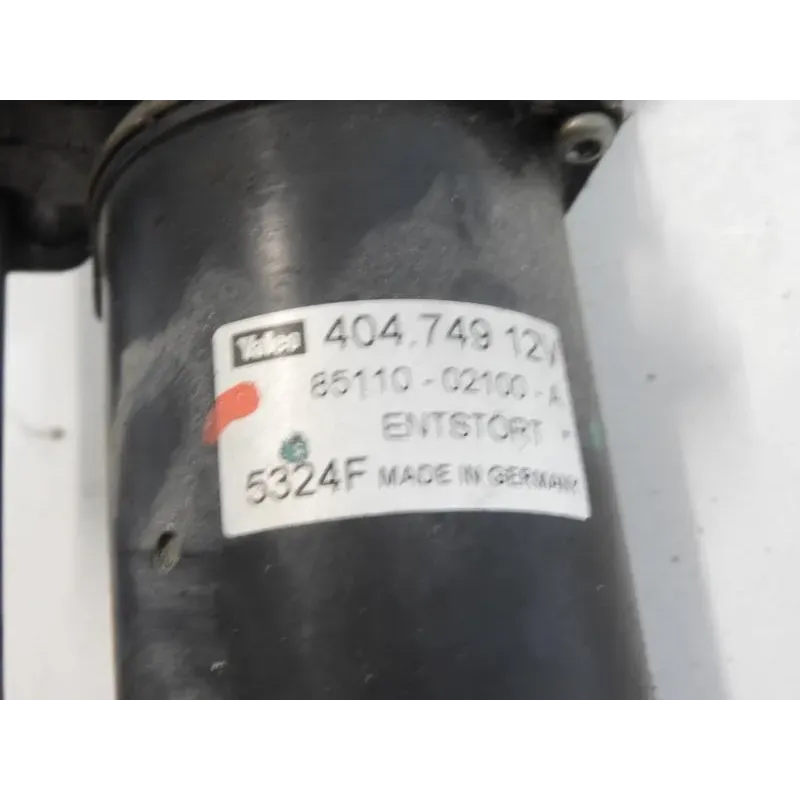 Valeo 404.749 12V
85110-02100-A
ENTSTÖRT
5324F MADE IN GERMANY